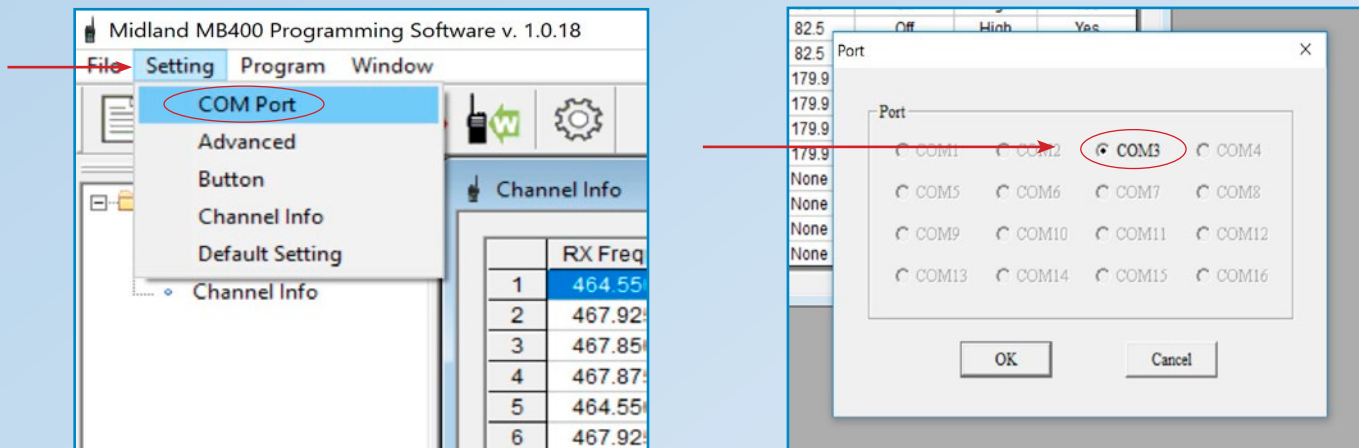 Midland MB400 Programming Software v. 1.0.18
File Setting Program Window
COM Port
Advanced
Button
Channel Info
Default Setting
Channel Info
W
Channel Info
RX Freq
1 464.55
2 467.92
3 467.85
4 467.87
5 464.55
6 467.92
82.5 Off High Yes
82.5
179.9
179.9
179.9
179.9
None
None
None
None
Port
Port
COM1 COM2 COM3 COM4
COM5 COM6 COM7 COM8
COM9 COM10 COM11 COM12
COM13 COM14 COM15 COM16
OK Cancel